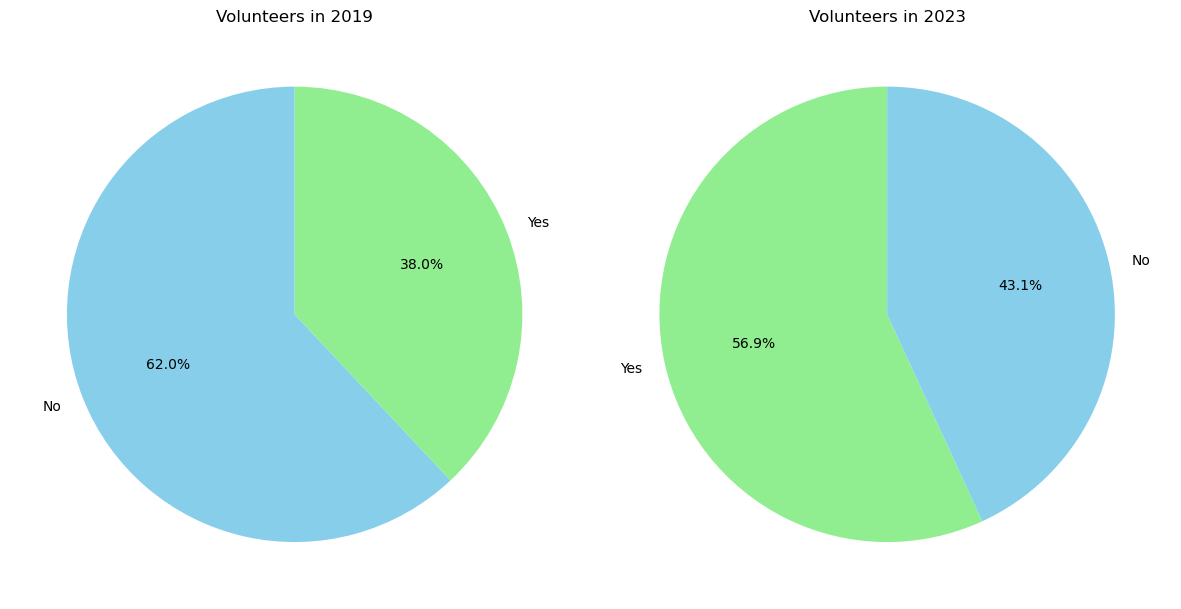 Volunteers in 2019
Yes
38.0%
62.0%
No
Volunteers in 2023
No
43.1%
56.9%
Yes